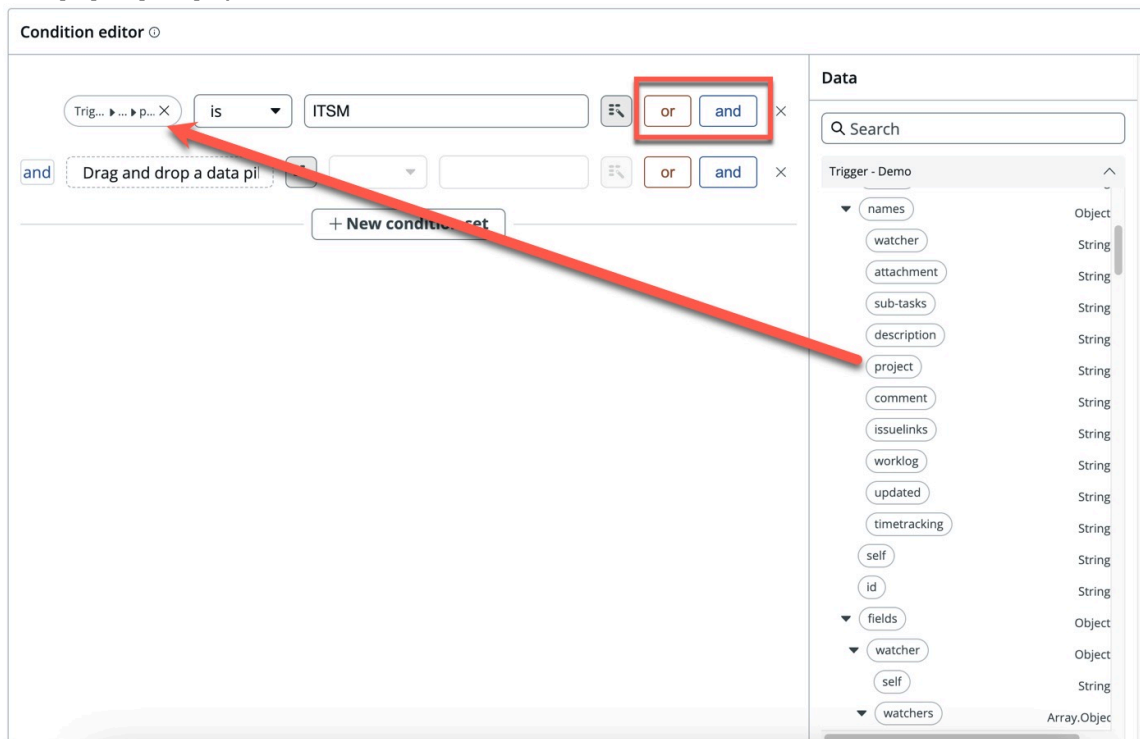 Condition editor
Trig... ▸ ... ▸ p... ×
is
ITSM
or
and
and
Drag and drop a data pil
or
and
+ New condition set
Data
Search
Trigger - Demo
names Object
watcher String
attachment String
sub-tasks String
description String
project String
comment String
issuelinks String
worklog String
updated String
timetracking String
self String
id String
fields Object
watcher Object
self String
watchers Array.Objec